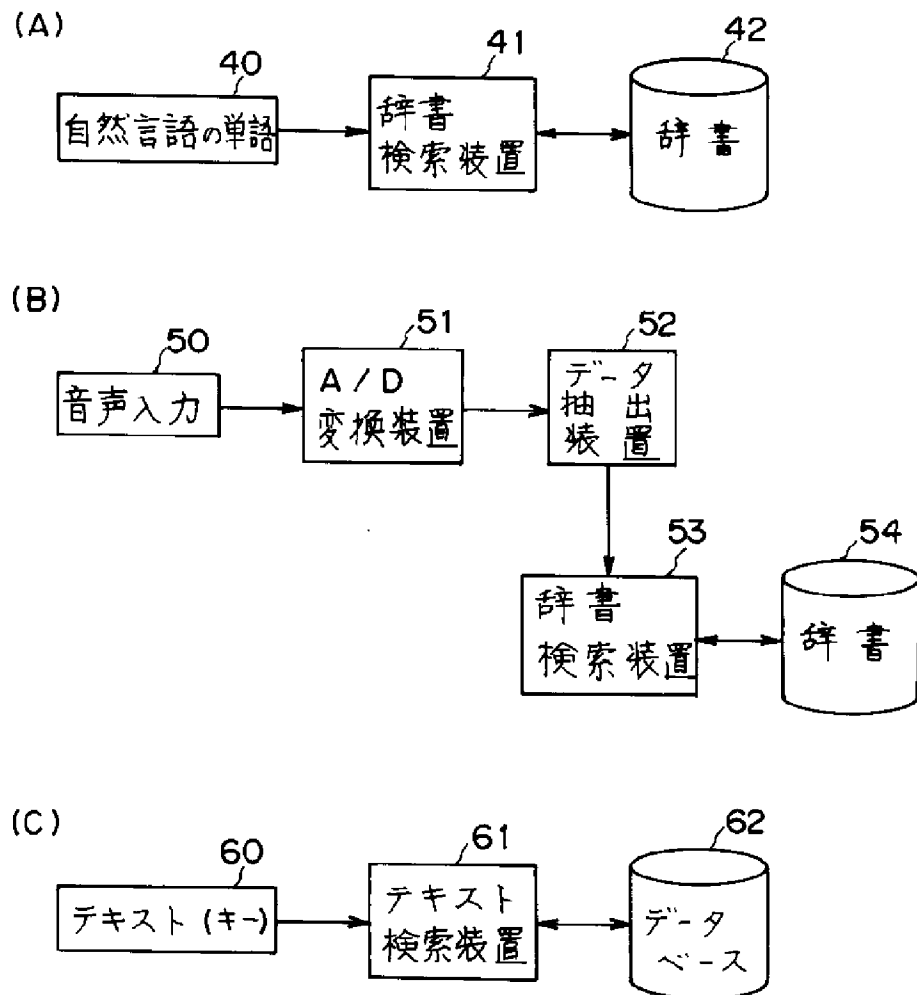 (A)
40
自然言語の単語
41
辞書
検索装置
42
辞書
(B)
50
音声入力
51
A/D
変換装置
52
データ
抽出
装置
53
辞書
検索装置
54
辞書
(C)
60
テキスト(キー)
61
テキスト
検索装置
62
データ
ベース